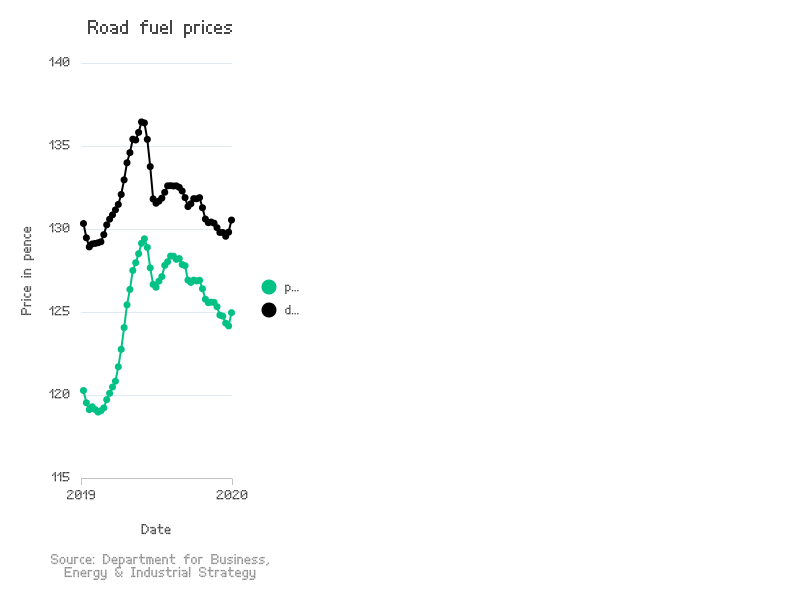 Road fuel prices
140
135
130
125
120
115
Price in pence
2019
2020
Date
p…
d…
Source: Department for Business,
Energy & Industrial Strategy